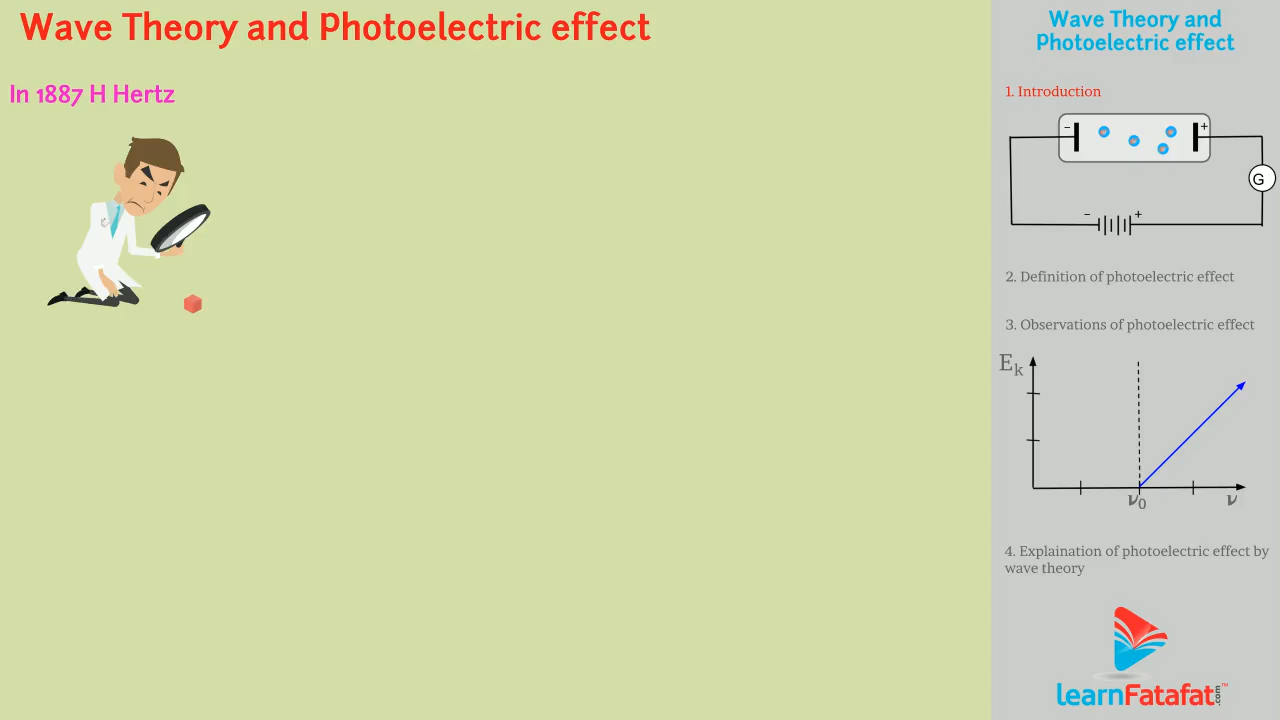 Wave Theory and Photoelectric effect
In 1887 H Hertz
Wave Theory and
Photoelectric effect
1. Introduction
− +
G
− +
2. Definition of photoelectric effect
3. Observations of photoelectric effect
Ek
ν0 ν
4. Explaination of photoelectric effect by
wave theory
learnFatafat.com™